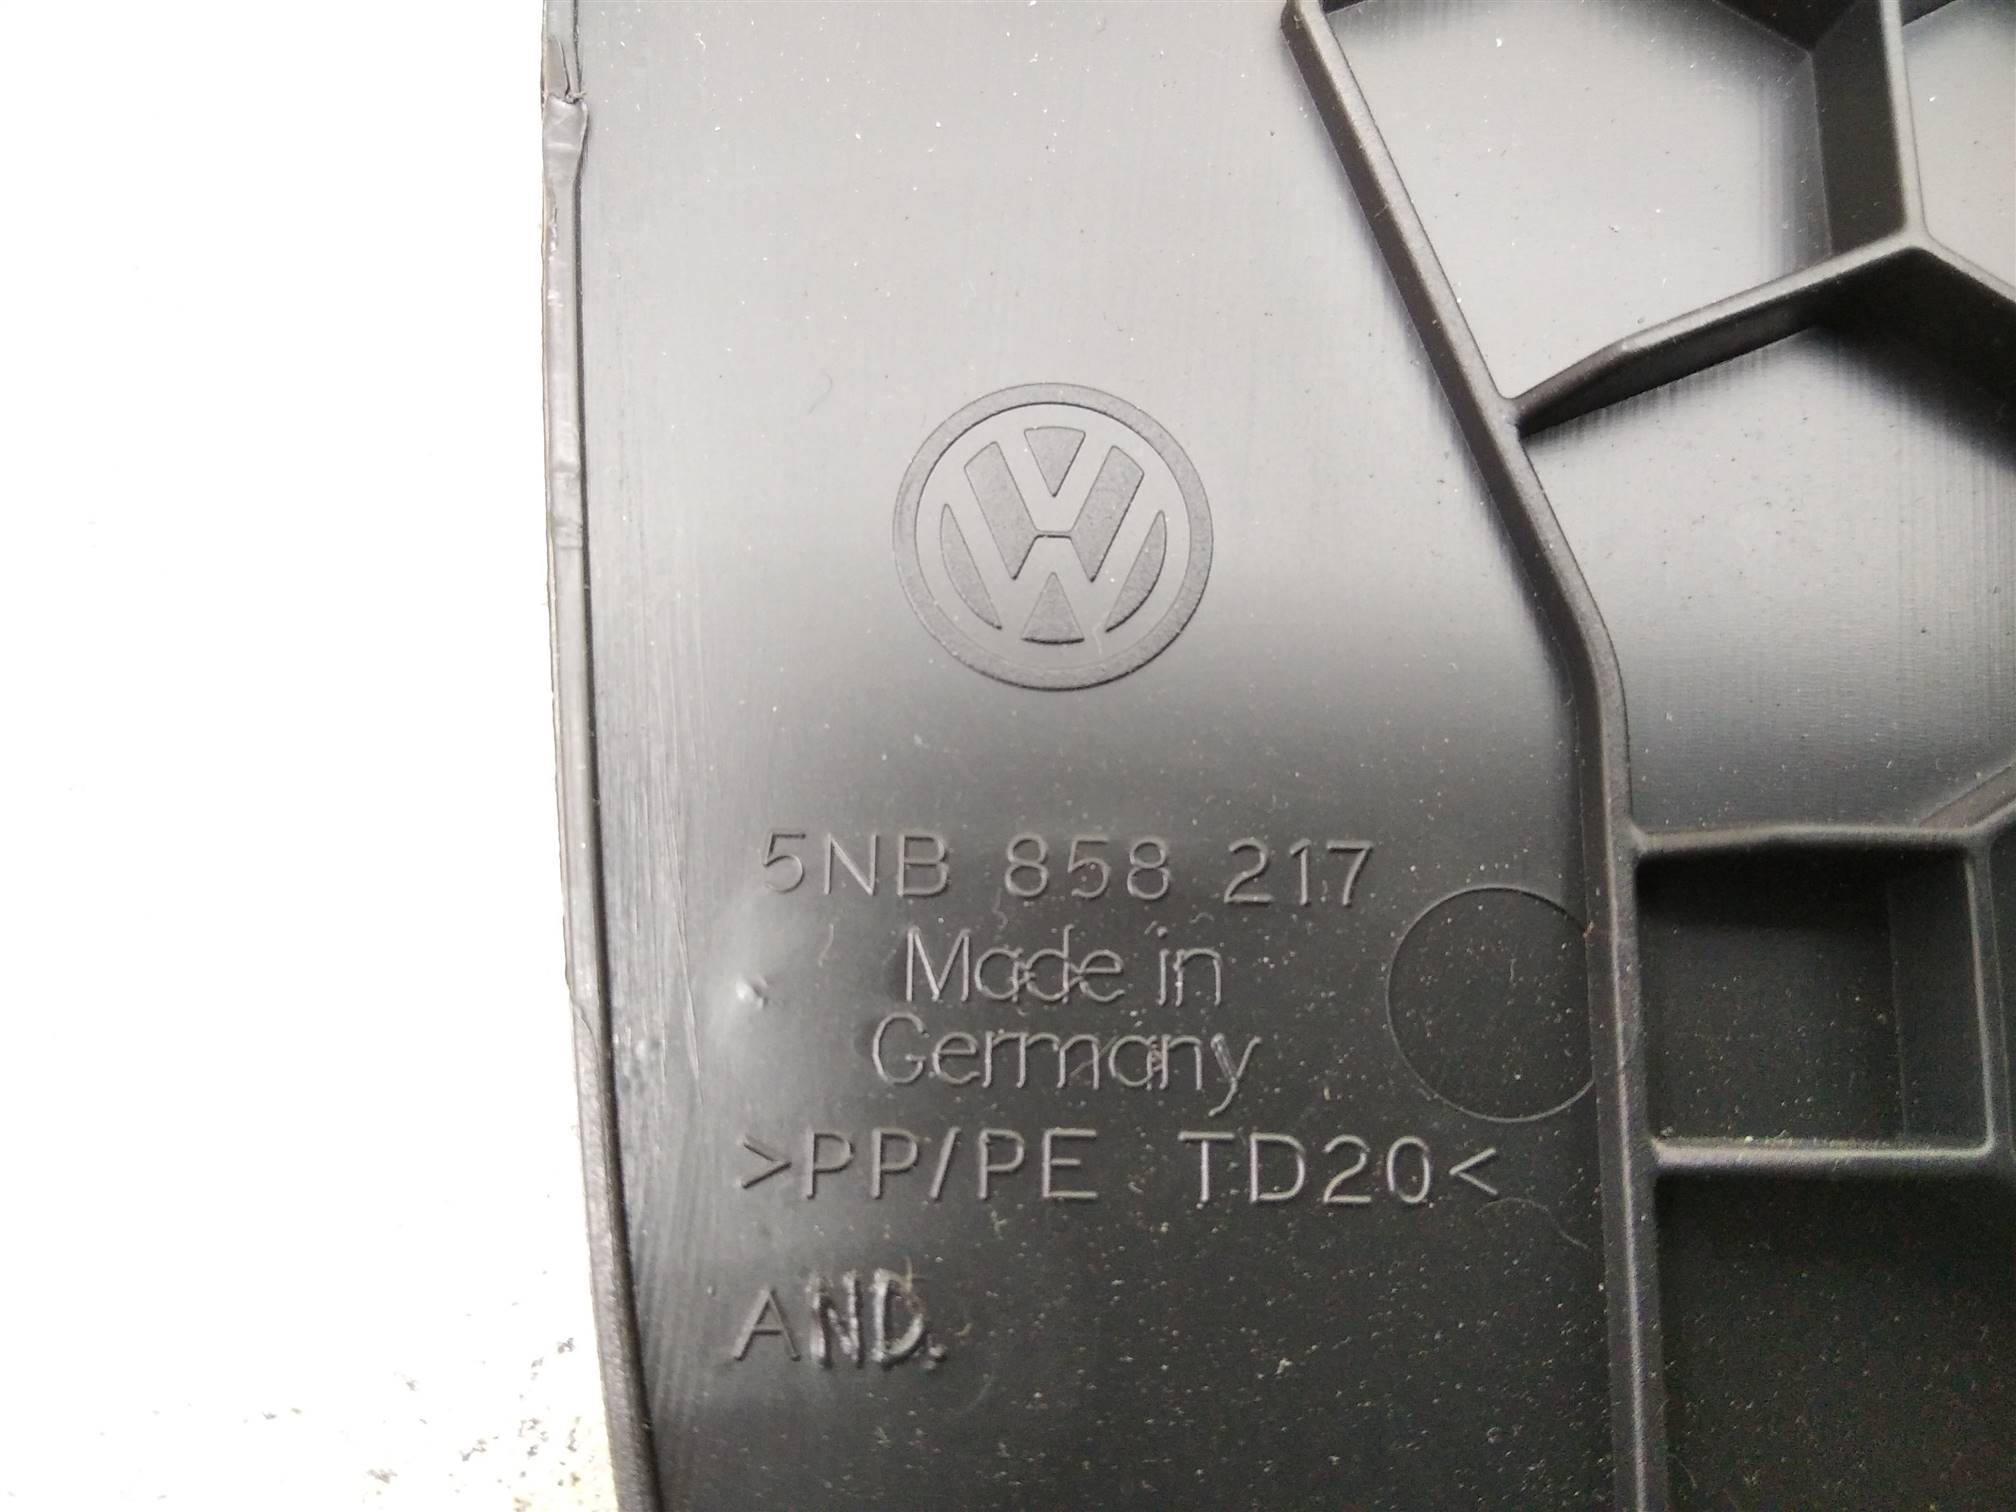 5NB 858 217
Made in
Germany
>PP/PE TD20<
AND.